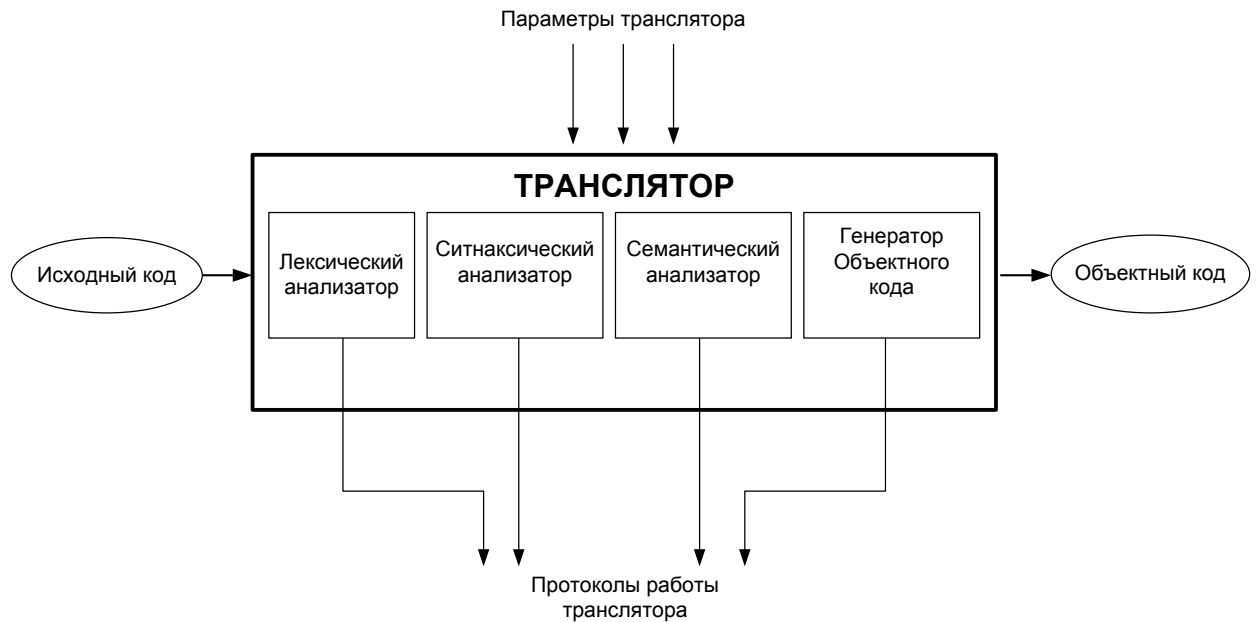 Параметры транслятора
ТРАНСЛЯТОР
Лексический
анализатор
Ситнаксический
анализатор
Семантический
анализатор
Генератор
Объектного
кода
Исходный код
Объектный код
Протоколы работы
транслятора